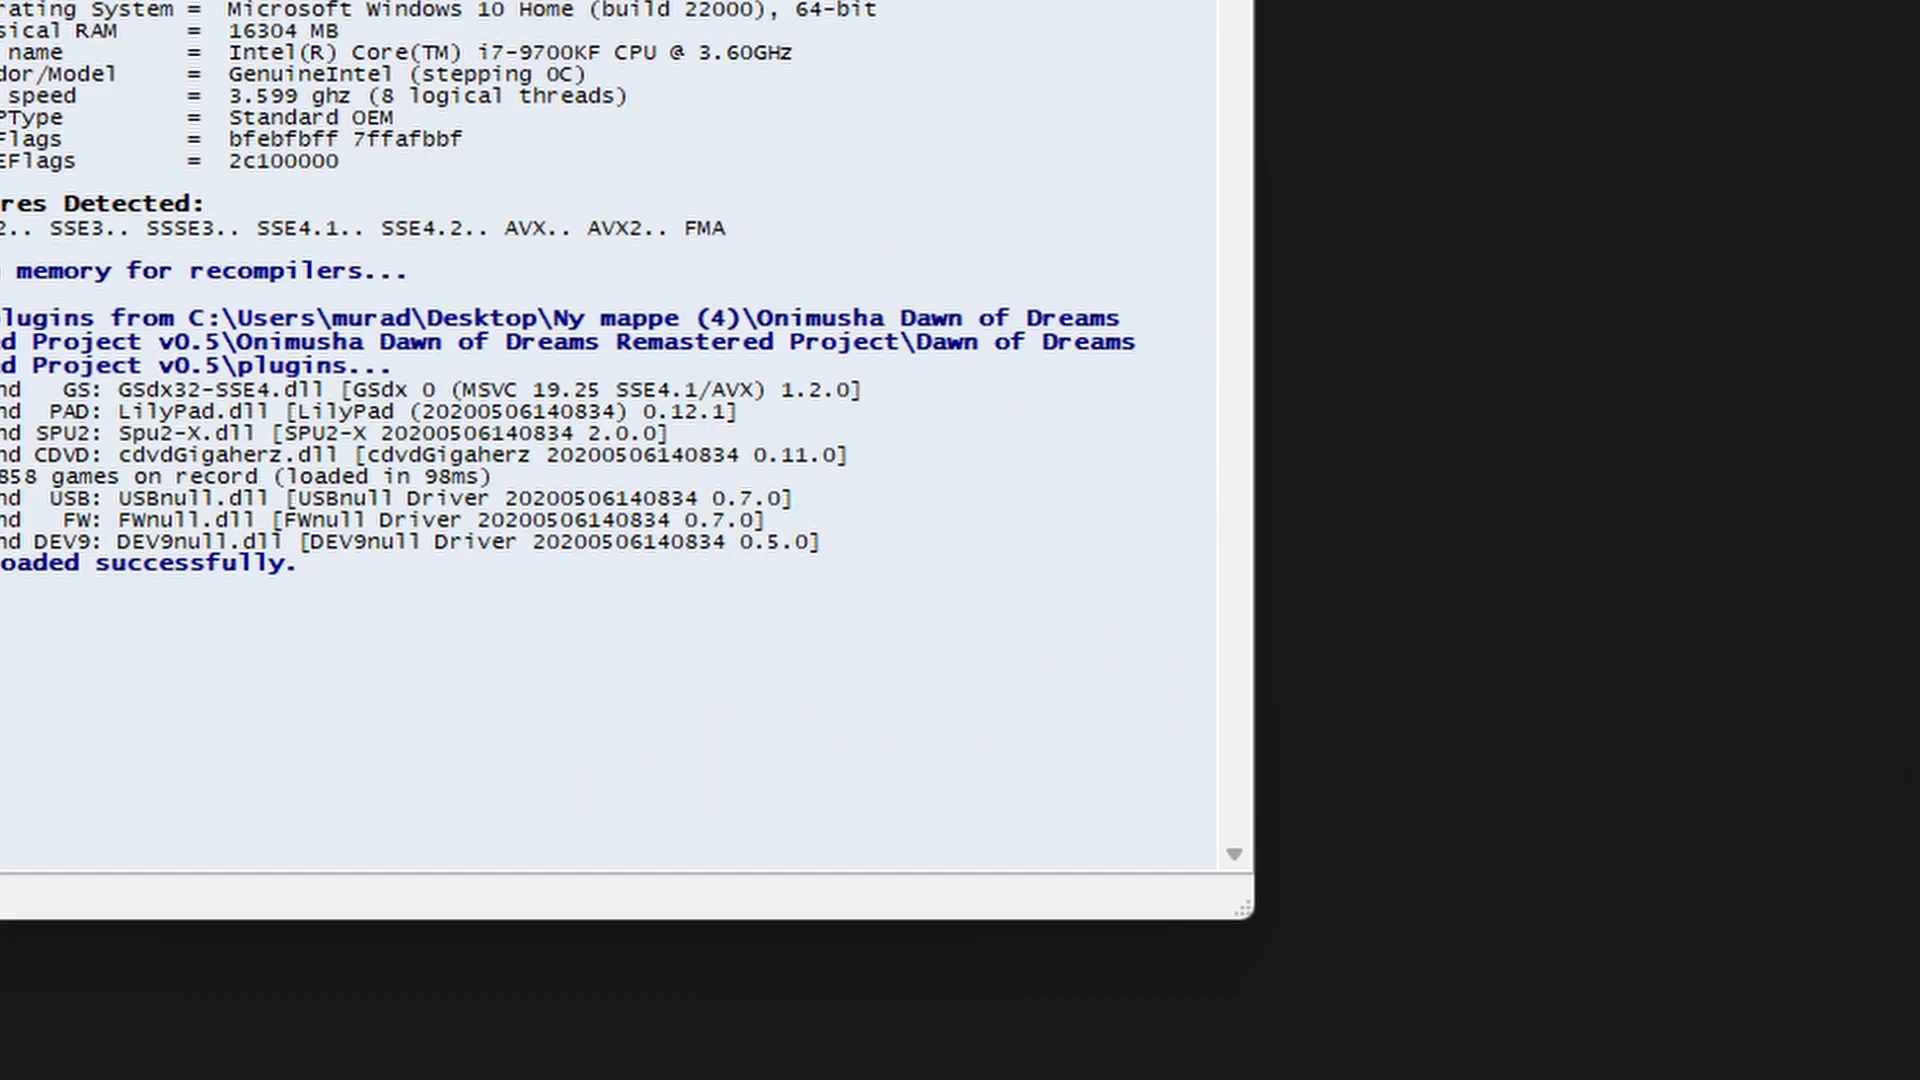 rating System = Microsoft Windows 10 Home (build 22000), 64-bit
sical RAM = 16304 MB
name = Intel(R) Core(TM) i7-9700KF CPU @ 3.60GHz
dor/Model = GenuineIntel (stepping 0C)
speed = 3.599 ghz (8 logical threads)
PType = Standard OEM
Flags = bfebfbff 7ffafbbf
EFlags = 2c100000
res Detected:
2.. SSE3.. SSSE3.. SSE4.1.. SSE4.2.. AVX.. AVX2.. FMA
memory for recompilers...
lugins from C:\Users\murad\Desktop\Ny mappe (4)\Onimusha Dawn of Dreams
d Project v0.5\Onimusha Dawn of Dreams Remastered Project\Dawn of Dreams
d Project v0.5\plugins...
nd GS: GSdx32-SSE4.dll [GSdx 0 (MSVC 19.25 SSE4.1/AVX) 1.2.0]
nd PAD: LilyPad.dll [LilyPad (20200506140834) 0.12.1]
nd SPU2: Spu2-X.dll [SPU2-X 20200506140834 2.0.0]
nd CDVD: cdvdGigaherz.dll [cdvdGigaherz 20200506140834 0.11.0]
858 games on record (loaded in 98ms)
nd USB: USBnull.dll [USBnull Driver 20200506140834 0.7.0]
nd FW: FWnull.dll [FWnull Driver 20200506140834 0.7.0]
nd DEV9: DEV9null.dll [DEV9null Driver 20200506140834 0.5.0]
oaded successfully.